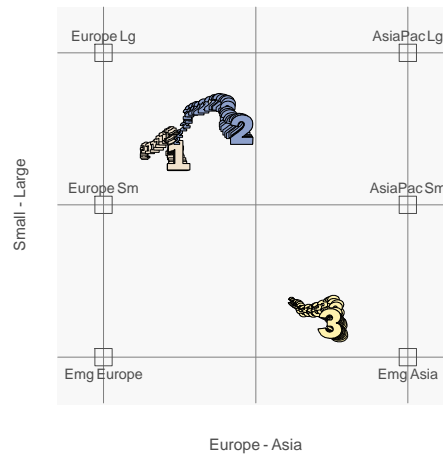 Europe Lg
AsiaPac Lg
2
1
Small - Large
Europe Sm
AsiaPac Sm
3
Emg Europe
Emg Asia
Europe - Asia